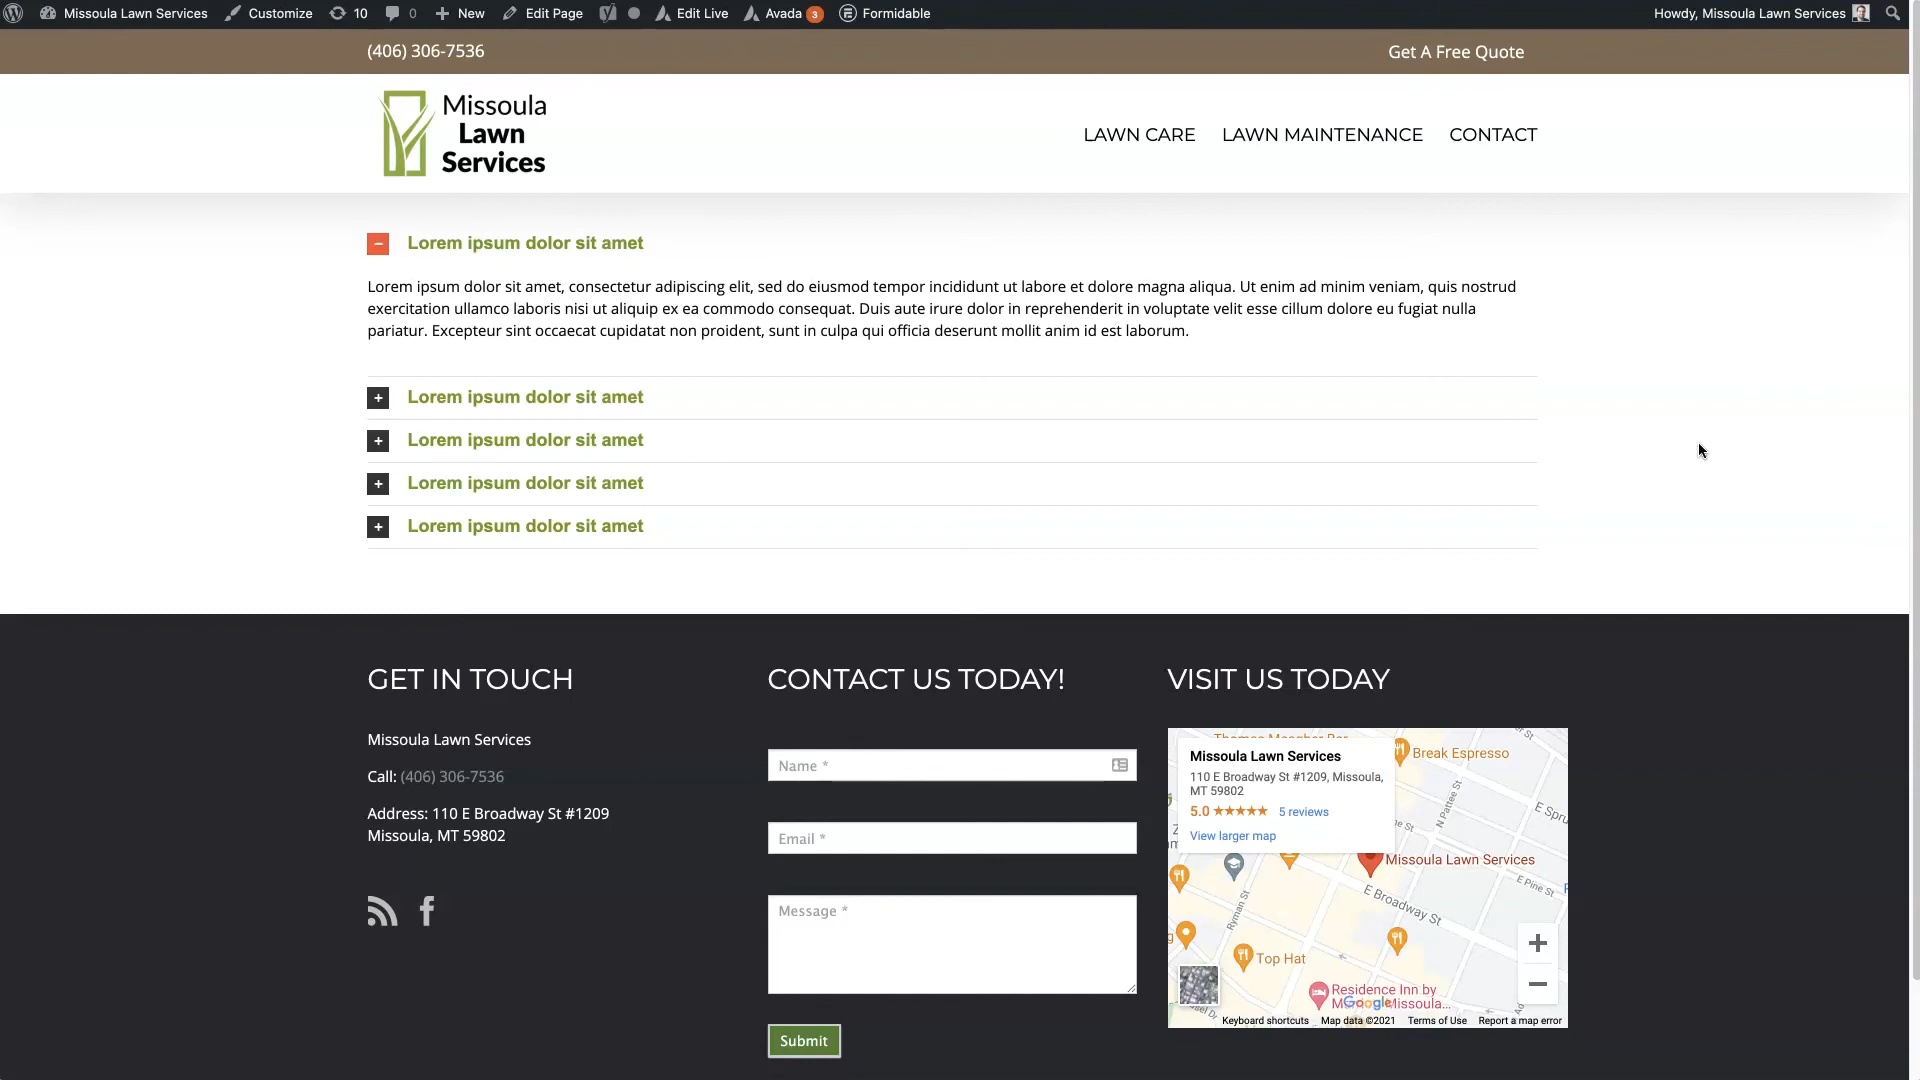 Missoula Lawn Services
Customize
10
0
New
Edit Page
Edit Live
Avada 3
Formidable
Howdy, Missoula Lawn Services
(406) 306-7536
Get A Free Quote
Missoula
Lawn
Services
LAWN CARE
LAWN MAINTENANCE
CONTACT
Lorem ipsum dolor sit amet
Lorem ipsum dolor sit amet, consectetur adipiscing elit, sed do eiusmod tempor incididunt ut labore et dolore magna aliqua. Ut enim ad minim veniam, quis nostrud
exercitation ullamco laboris nisi ut aliquip ex ea commodo consequat. Duis aute irure dolor in reprehenderit in voluptate velit esse cillum dolore eu fugiat nulla
pariatur. Excepteur sint occaecat cupidatat non proident, sunt in culpa qui officia deserunt mollit anim id est laborum.
Lorem ipsum dolor sit amet
Lorem ipsum dolor sit amet
Lorem ipsum dolor sit amet
Lorem ipsum dolor sit amet
GET IN TOUCH
Missoula Lawn Services
Call: (406) 306-7536
Address: 110 E Broadway St #1209
Missoula, MT 59802
CONTACT US TODAY!
Name *
Email *
Message *
Submit
VISIT US TODAY
Missoula Lawn Services
110 E Broadway St #1209, Missoula,
MT 59802
5.0 ★★★★★ 5 reviews
View larger map
Break Espresso
N Pattee St
E Spru
Missoula Lawn Services
E Pine St
E Broadway St
Ryman St
Top Hat
Residence Inn by
Missoula...
Google
Keyboard shortcuts
Map data ©2021
Terms of Use
Report a map error